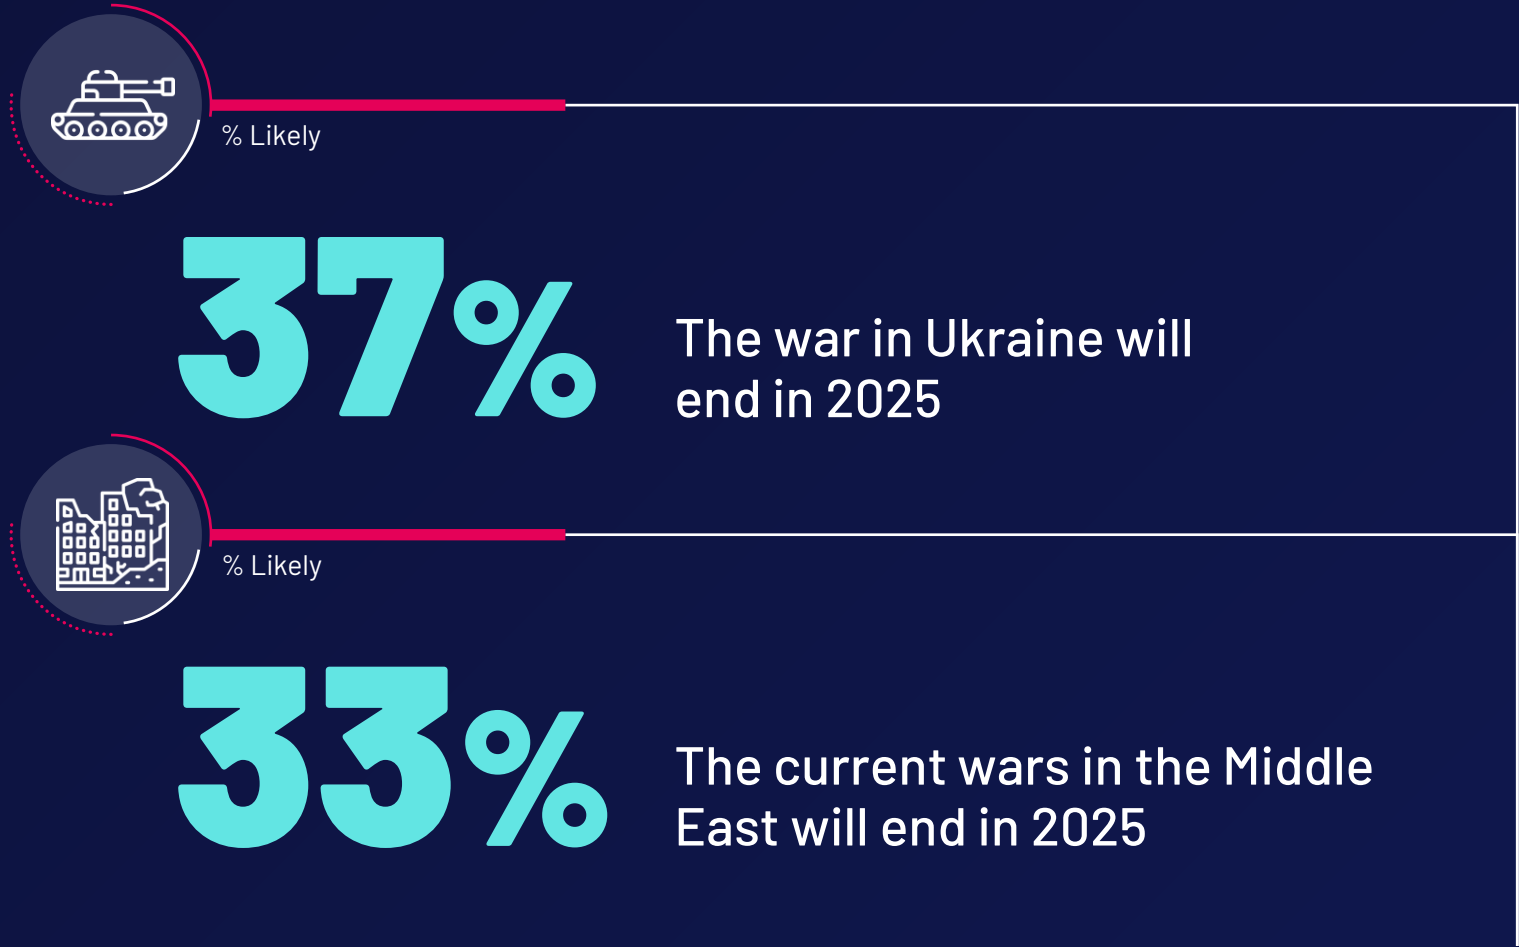 % Likely
37%
The war in Ukraine will
end in 2025
% Likely
33%
The current wars in the Middle
East will end in 2025